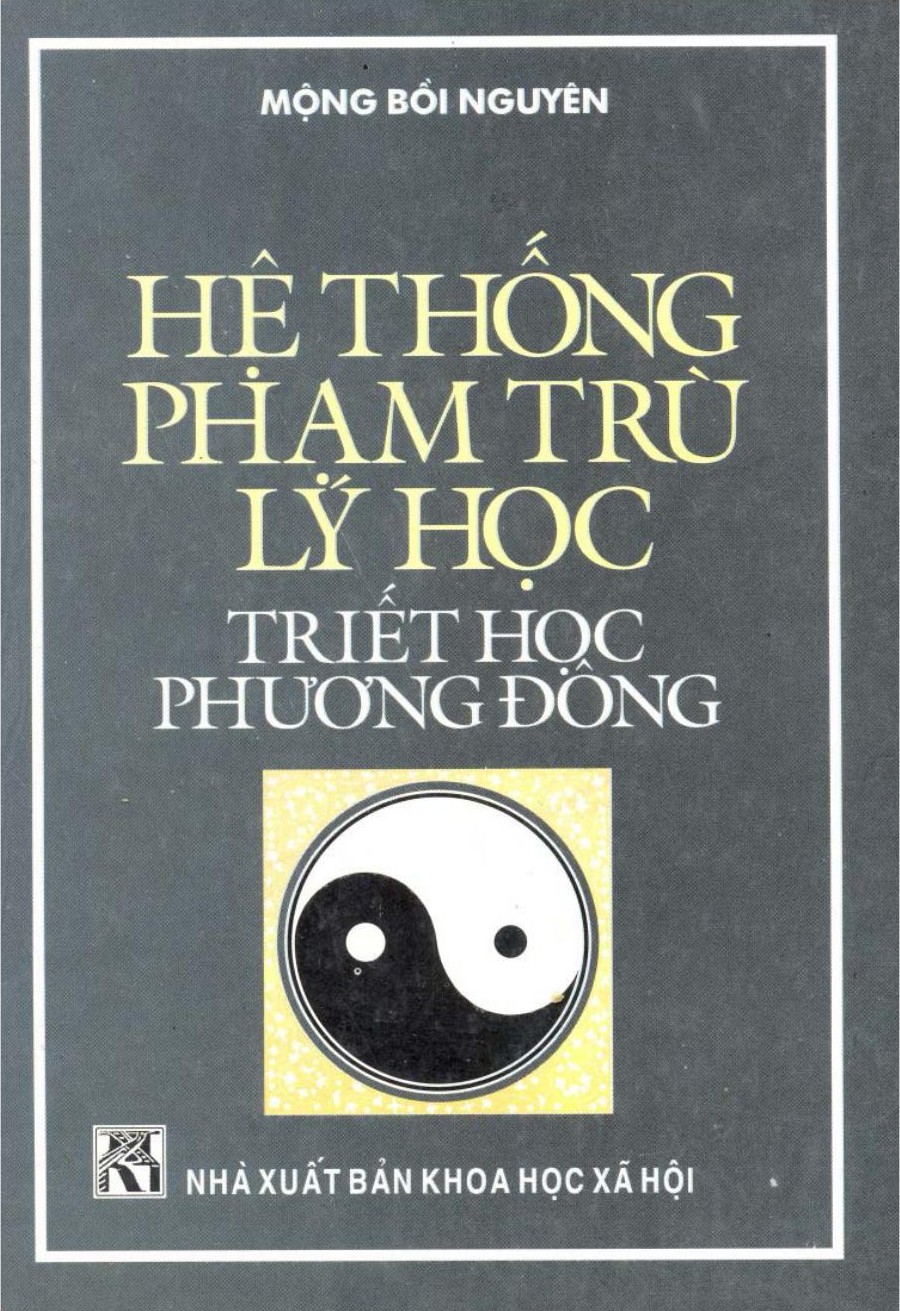 MỘNG BỒI NGUYÊN
HỆ THỐNG
PHẠM TRÙ
LÝ HỌC
TRIẾT HỌC
PHƯƠNG ĐÔNG
NHÀ XUẤT BẢN KHOA HỌC XÃ HỘI